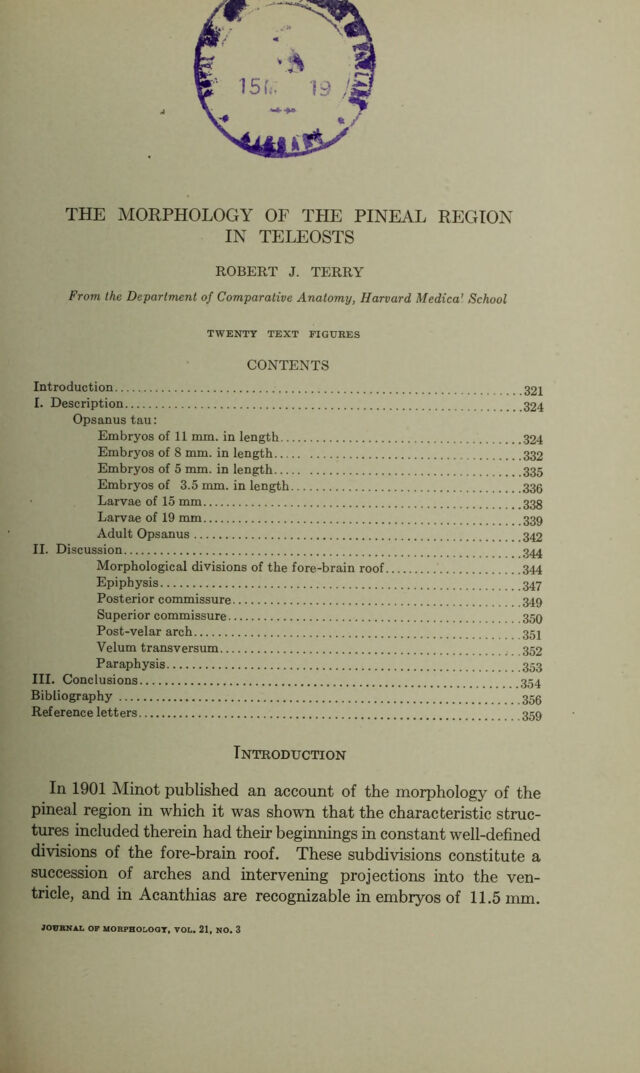 15
19
THE MORPHOLOGY OF THE PINEAL REGION
IN TELEOSTS
ROBERT J. TERRY
From the Department of Comparative Anatomy, Harvard Medica' School
TWENTY TEXT FIGURES
CONTENTS
Introduction....................321
I. Description....................324
Opsanus tau:
Embryos of 11 mm. in length....................324
Embryos of 8 mm. in length....................332
Embryos of 5 mm. in length....................335
Embryos of 3.5 mm. in length....................336
Larvae of 15 mm....................338
Larvae of 19 mm....................339
Adult Opsanus ....................342
II. Discussion....................344
Morphological divisions of the fore-brain roof....................344
Epiphysis....................347
Posterior commissure....................349
Superior commissure....................350
Post-velar arch....................351
Velum transversum....................352
Paraphysis....................353
III. Conclusions....................354
Bibliography ....................356
Reference letters....................359
INTRODUCTION
In 1901 Minot published an account of the morphology of the
pineal region in which it was shown that the characteristic struc-
tures included therein had their beginnings in constant well-defined
divisions of the fore-brain roof. These subdivisions constitute a
succession of arches and intervening projections into the ven-
tricle, and in Acanthias are recognizable in embryos of 11.5 mm.
JOURNAL OF MORPHOLOGY, VOL. 21, NO. 3